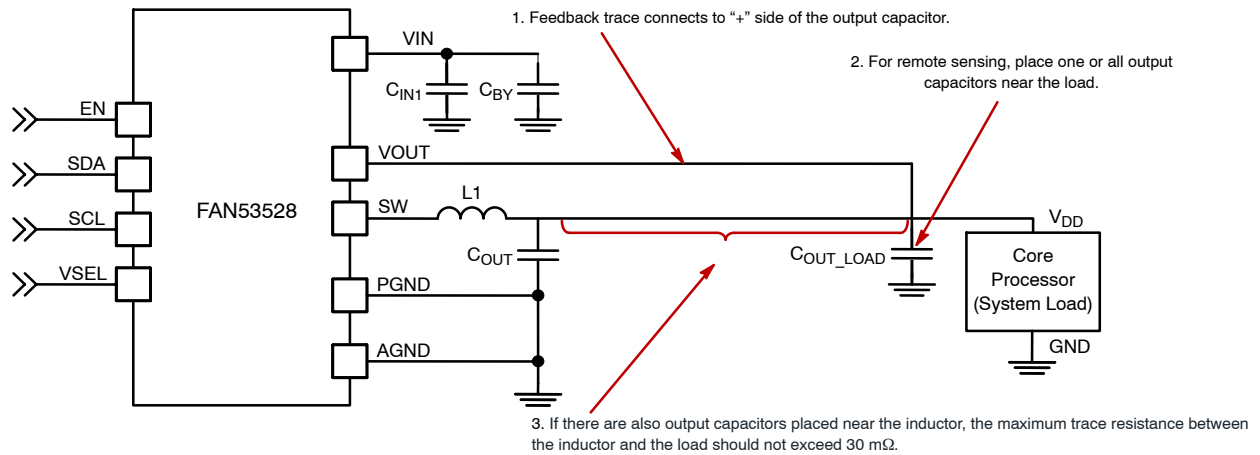 1. Feedback trace connects to “+” side of the output capacitor.
2. For remote sensing, place one or all output
capacitors near the load.
VIN
CIN1
CBY
EN
SDA
SCL
VSEL
FAN53528
VOUT
SW
L1
COUT
PGND
AGND
COUT_LOAD
VDD
Core
Processor
(System Load)
GND
3. If there are also output capacitors placed near the inductor, the maximum trace resistance between
the inductor and the load should not exceed 30 mΩ.